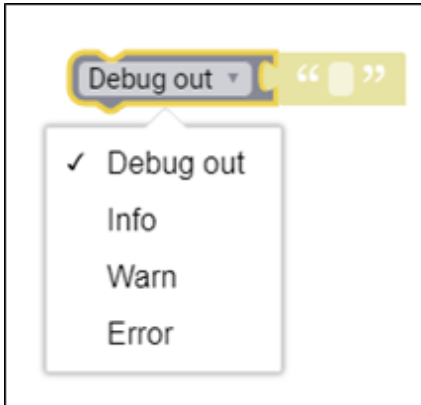 Debug out ▾ “ ”
✓ Debug out
Info
Warn
Error